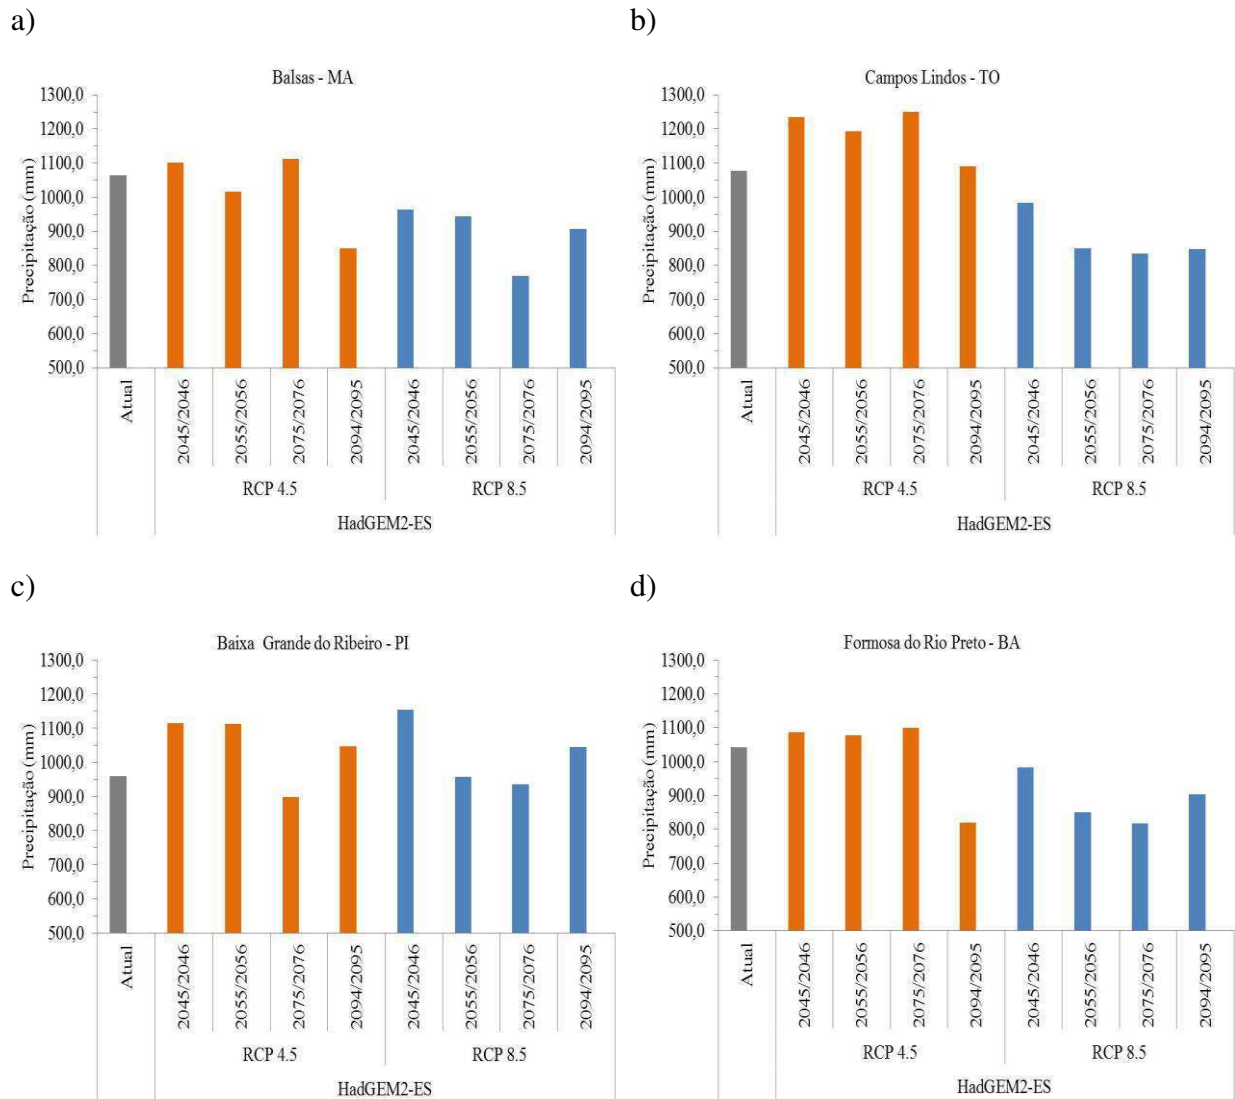 a)
Balsas - MA
Precipitação (mm)
1300,0
1200,0
1100,0
1000,0
900,0
800,0
700,0
600,0
500,0
Atual
2045/2046
2055/2056
2075/2076
2094/2095
2045/2046
2055/2056
2075/2076
2094/2095
RCP 4.5
RCP 8.5
HadGEM2-ES
b)
Campos Lindos - TO
Precipitação (mm)
1300,0
1200,0
1100,0
1000,0
900,0
800,0
700,0
600,0
500,0
Atual
2045/2046
2055/2056
2075/2076
2094/2095
2045/2046
2055/2056
2075/2076
2094/2095
RCP 4.5
RCP 8.5
HadGEM2-ES
c)
Baixa Grande do Ribeiro - PI
Precipitação (mm)
1300,0
1200,0
1100,0
1000,0
900,0
800,0
700,0
600,0
500,0
Atual
2045/2046
2055/2056
2075/2076
2094/2095
2045/2046
2055/2056
2075/2076
2094/2095
RCP 4.5
RCP 8.5
HadGEM2-ES
d)
Formosa do Rio Preto - BA
Precipitação (mm)
1300,0
1200,0
1100,0
1000,0
900,0
800,0
700,0
600,0
500,0
Atual
2045/2046
2055/2056
2075/2076
2094/2095
2045/2046
2055/2056
2075/2076
2094/2095
RCP 4.5
RCP 8.5
HadGEM2-ES